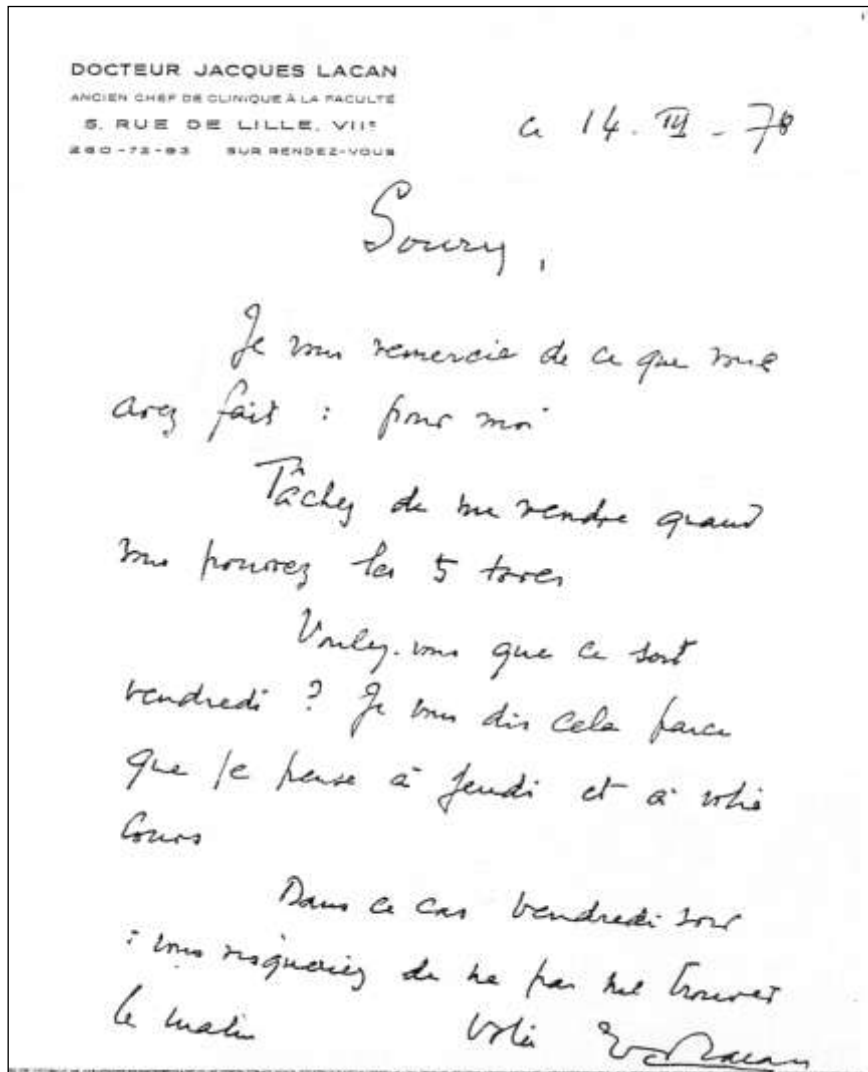 DOCTEUR JACQUES LACAN
ANCIEN CHEF DE CLINIQUE À LA FACULTÉ
5, RUE DE LILLE, VIIe
260-72-93 SUR RENDEZ-VOUS
ce 14. III - 78
Soury,
Je vous remercie de ce que vous
avez fait : pour moi
Tâchez de me rendre quand
vous pourrez les 5 tores
Voulez-vous que ce soit
vendredi ? Je vous dis cela parce
que je pense à jeudi et à votre
cours
Dans ce cas vendredi soir
: vous risqueriez de ne pas me trouver
le matin Votre J. Lacan